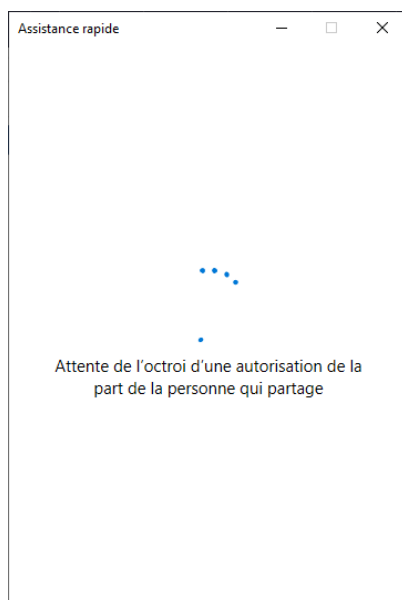 Assistance rapide
Attente de l'octroi d'une autorisation de la
part de la personne qui partage